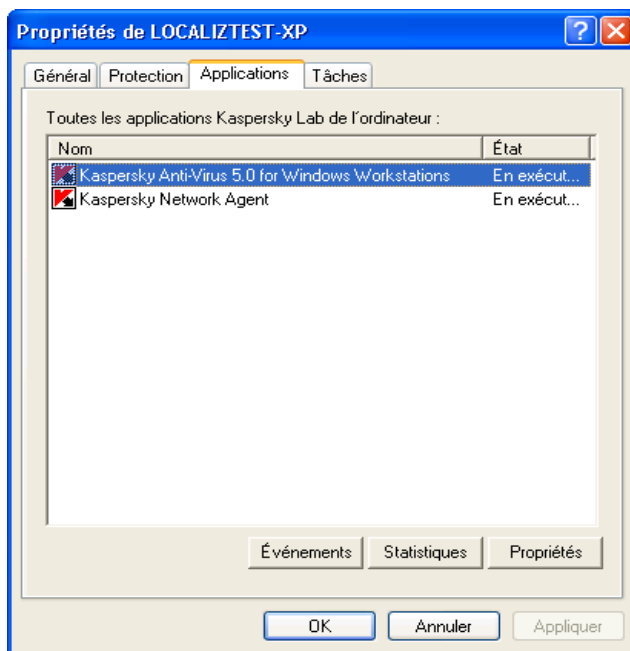 Propriétés de LOCALIZTEST-XP
Général Protection Applications Tâches
Toutes les applications Kaspersky Lab de l'ordinateur :
Nom État
Kaspersky Anti-Virus 5.0 for Windows Workstations En exécut...
Kaspersky Network Agent En exécut...
Événements Statistiques Propriétés
OK Annuler Appliquer